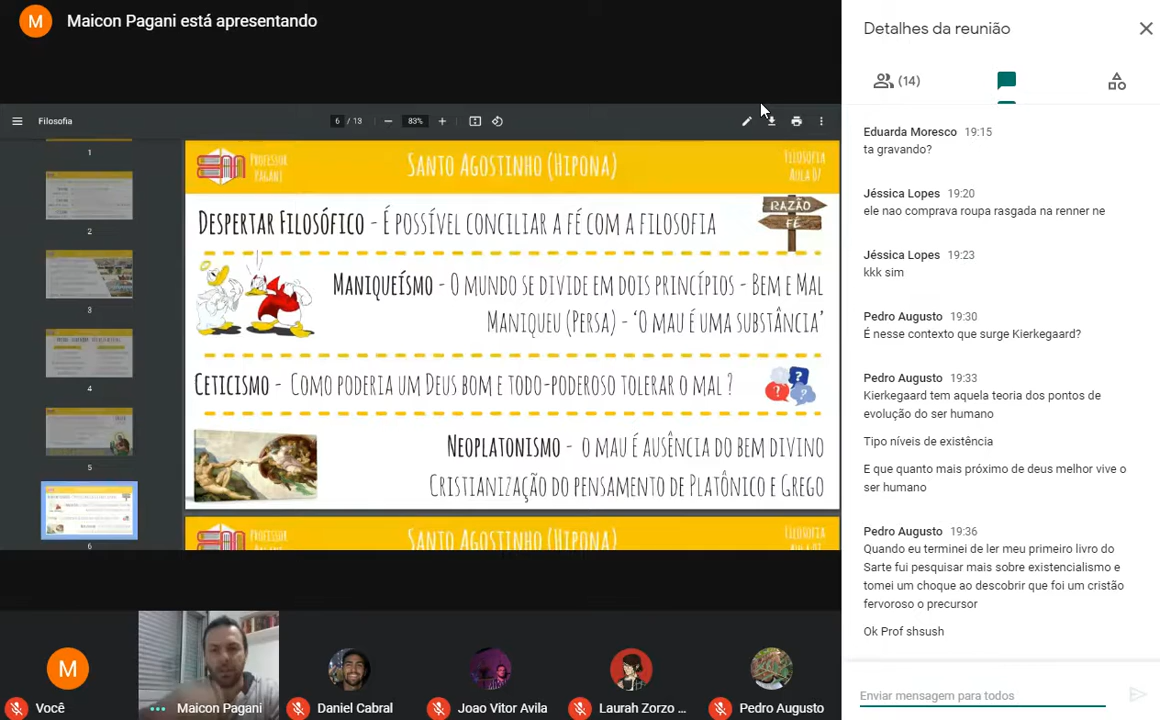 M
Maicon Pagani está apresentando
Detalhes da reunião
(14)
Filosofia
6 / 13
83%
1
2
3
4
5
6
PROFESSOR
PAGANI
SANTO AGOSTINHO (HIPONA)
FILOSOFIA
AULA 07
DESPERTAR FILOSÓFICO - É POSSÍVEL CONCILIAR A FÉ COM A FILOSOFIA
RAZÃO
FÉ
MANIQUEÍSMO - O MUNDO SE DIVIDE EM DOIS PRINCÍPIOS - BEM E MAL
MANIQUEU (PERSA) - 'O MAU É UMA SUBSTÂNCIA'
CETICISMO - COMO PODERIA UM DEUS BOM E TODO-PODEROSO TOLERAR O MAL ?
NEOPLATONISMO - O MAU É AUSÊNCIA DO BEM DIVINO
CRISTIANIZAÇÃO DO PENSAMENTO DE PLATÔNICO E GREGO
PROFESSOR
SANTO AGOSTINHO (HIPONA)
FILOSOFIA
Eduarda Moresco 19:15
ta gravando?
Jéssica Lopes 19:20
ele nao comprava roupa rasgada na renner ne
Jéssica Lopes 19:23
kkk sim
Pedro Augusto 19:30
É nesse contexto que surge Kierkegaard?
Pedro Augusto 19:33
Kierkegaard tem aquela teoria dos pontos de
evolução do ser humano
Tipo níveis de existência
E que quanto mais próximo de deus melhor vive o
ser humano
Pedro Augusto 19:36
Quando eu terminei de ler meu primeiro livro do
Sarte fui pesquisar mais sobre existencialismo e
tomei um choque ao descobrir que foi um cristão
fervoroso o precursor
Ok Prof shsush
Enviar mensagem para todos
M
Você
Maicon Pagani
Daniel Cabral
Joao Vitor Avila
Laurah Zorzo ...
Pedro Augusto